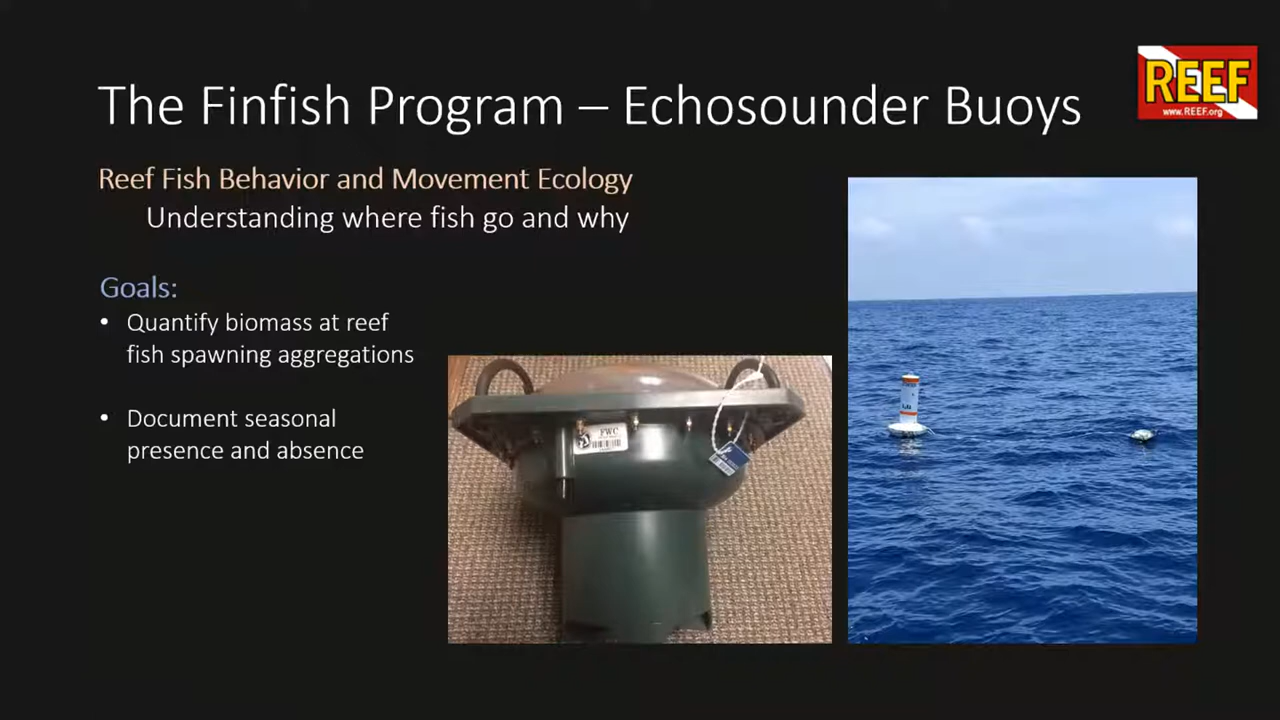 The Finfish Program – Echosounder Buoys
REEF
www.REEF.org
Reef Fish Behavior and Movement Ecology
Understanding where fish go and why
Goals:
• Quantify biomass at reef
fish spawning aggregations
• Document seasonal
presence and absence
FWC